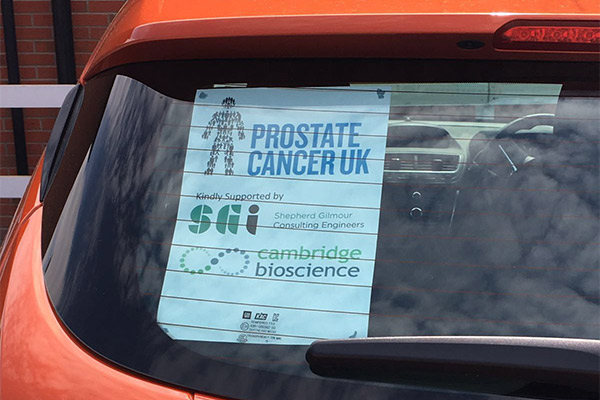 PROSTATE
CANCER UK
Kindly Supported by
SGi
Shepherd Gilmour
Consulting Engineers
cambridge
bioscience